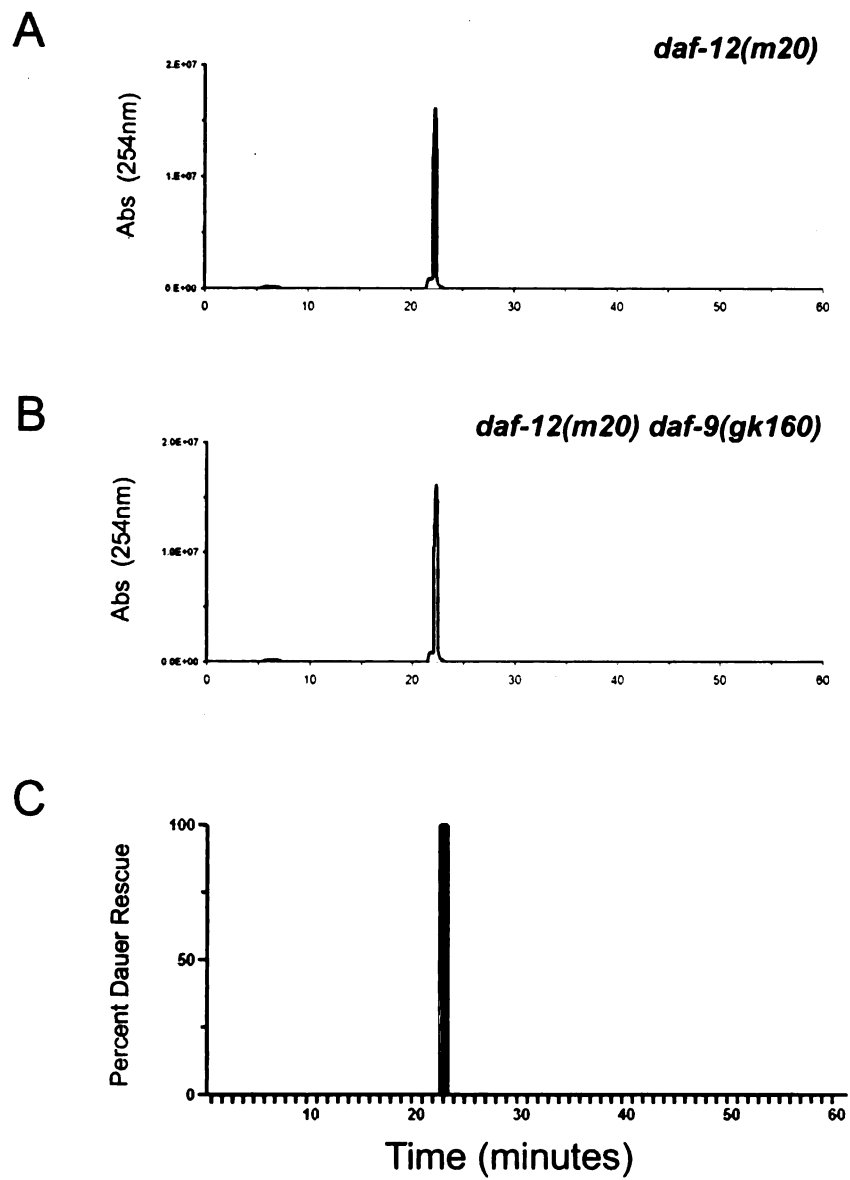 A
daf-12(m20)
Abs (254nm)
2.E+07
1.E+07
0 E+00
0 10 20 30 40 50 60
B
daf-12(m20) daf-9(gk160)
Abs (254nm)
2.0E+07
1.0E+07
0 0E+00
0 10 20 30 40 50 60
C
Percent Dauer Rescue
100
50
0
10 20 30 40 50 60
Time (minutes)